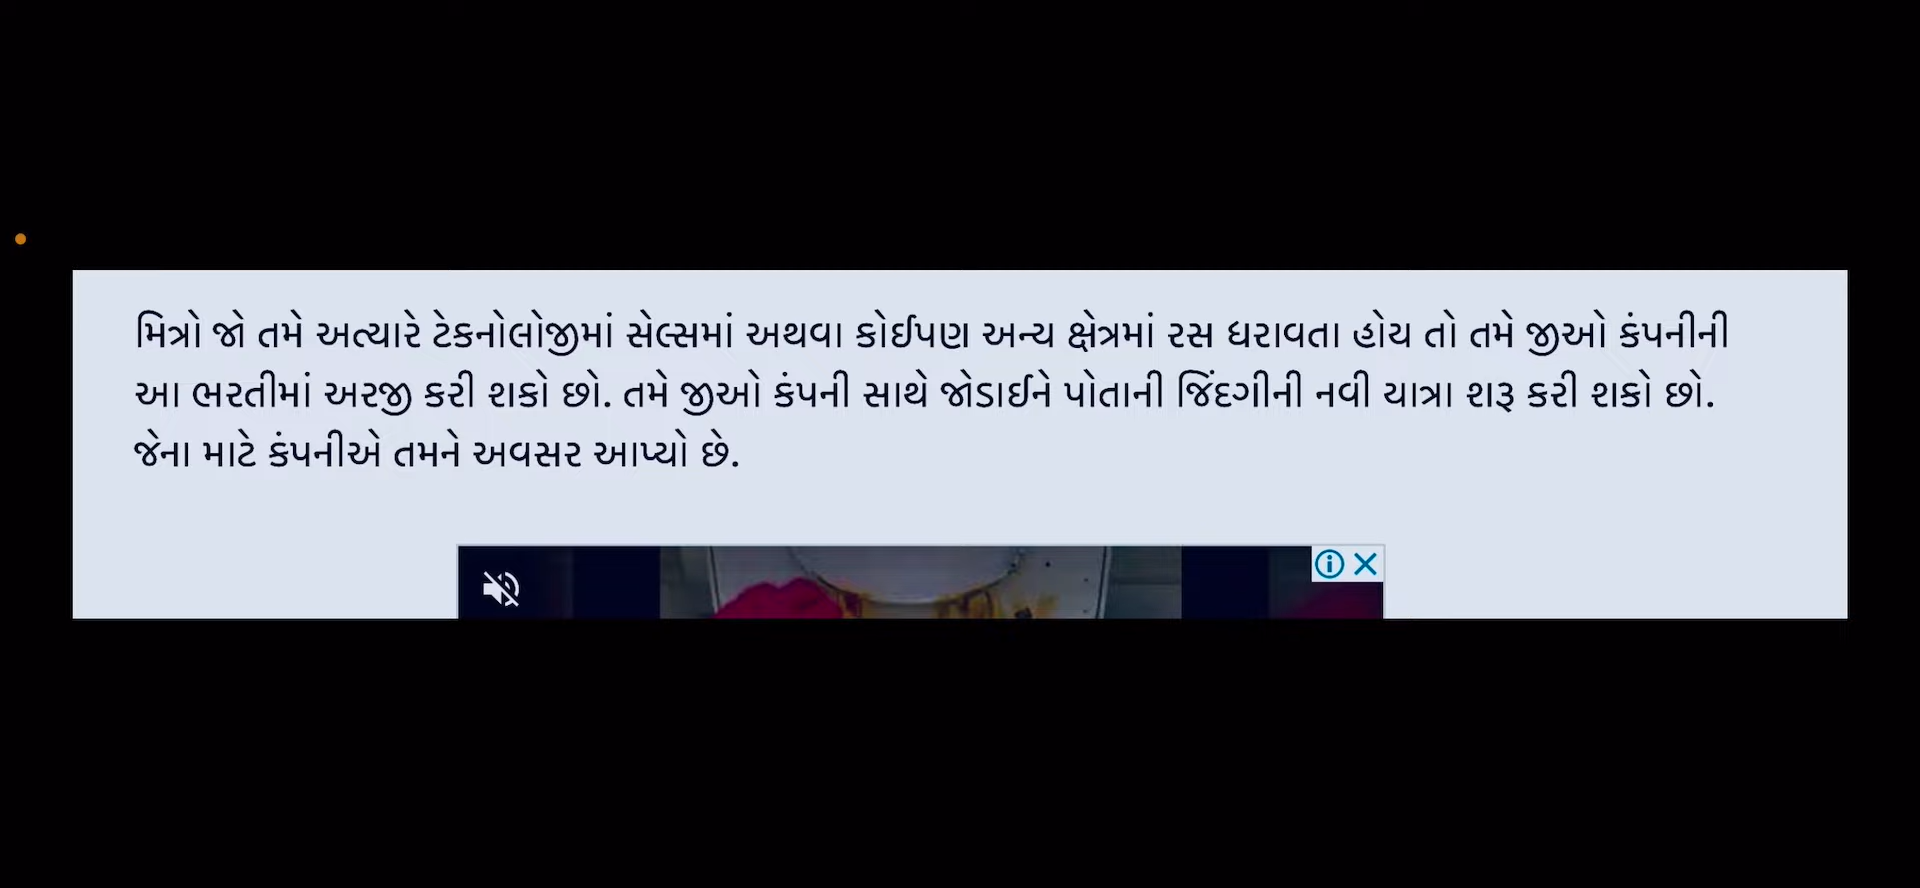 મિત્રો જો તમે અત્યારે ટેકનોલોજીમાં સેલ્સમાં અથવા કોઈપણ અન્ય ક્ષેત્રમાં રસ ધરાવતા હોય તો તમે જીઓ કંપનીની
આ ભરતીમાં અરજી કરી શકો છો. તમે જીઓ કંપની સાથે જોડાઈને પોતાની જિંદગીની નવી યાત્રા શરૂ કરી શકો છો.
જેના માટે કંપનીએ તમને અવસર આપ્યો છે.